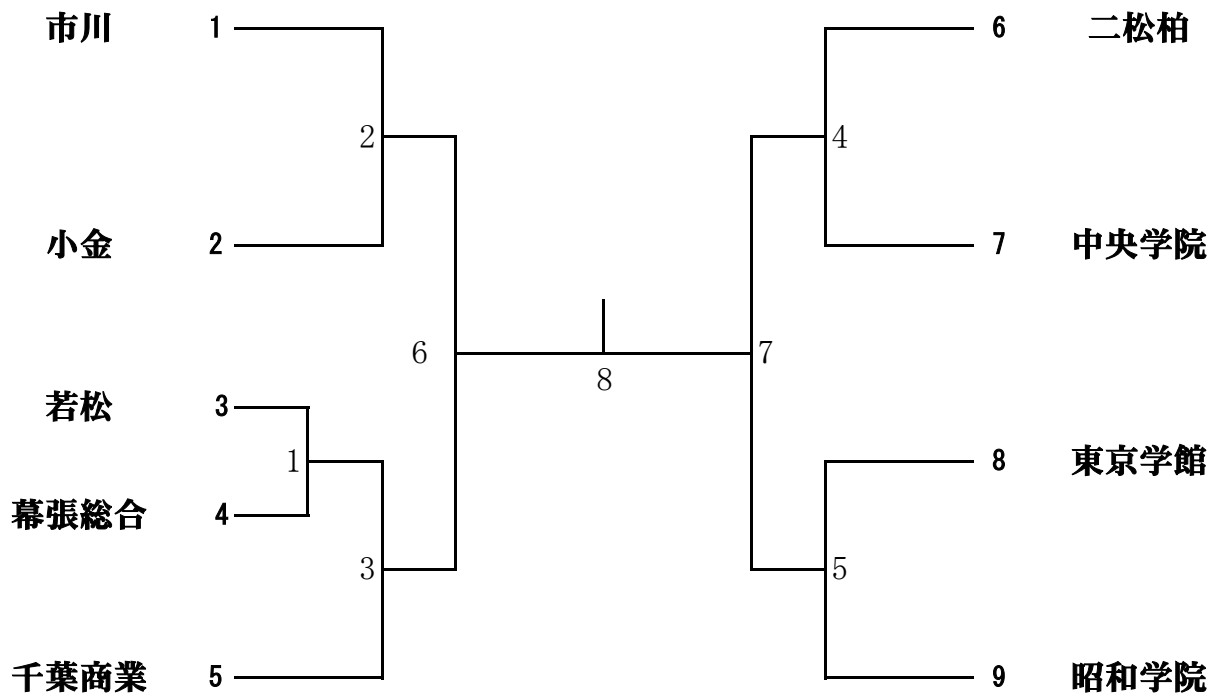 市川 1
2
小金 2
6
若松 3
1
幕張総合 4
3
千葉商業 5
8
6 二松柏
4
7 中央学院
7
8 東京学館
5
9 昭和学院